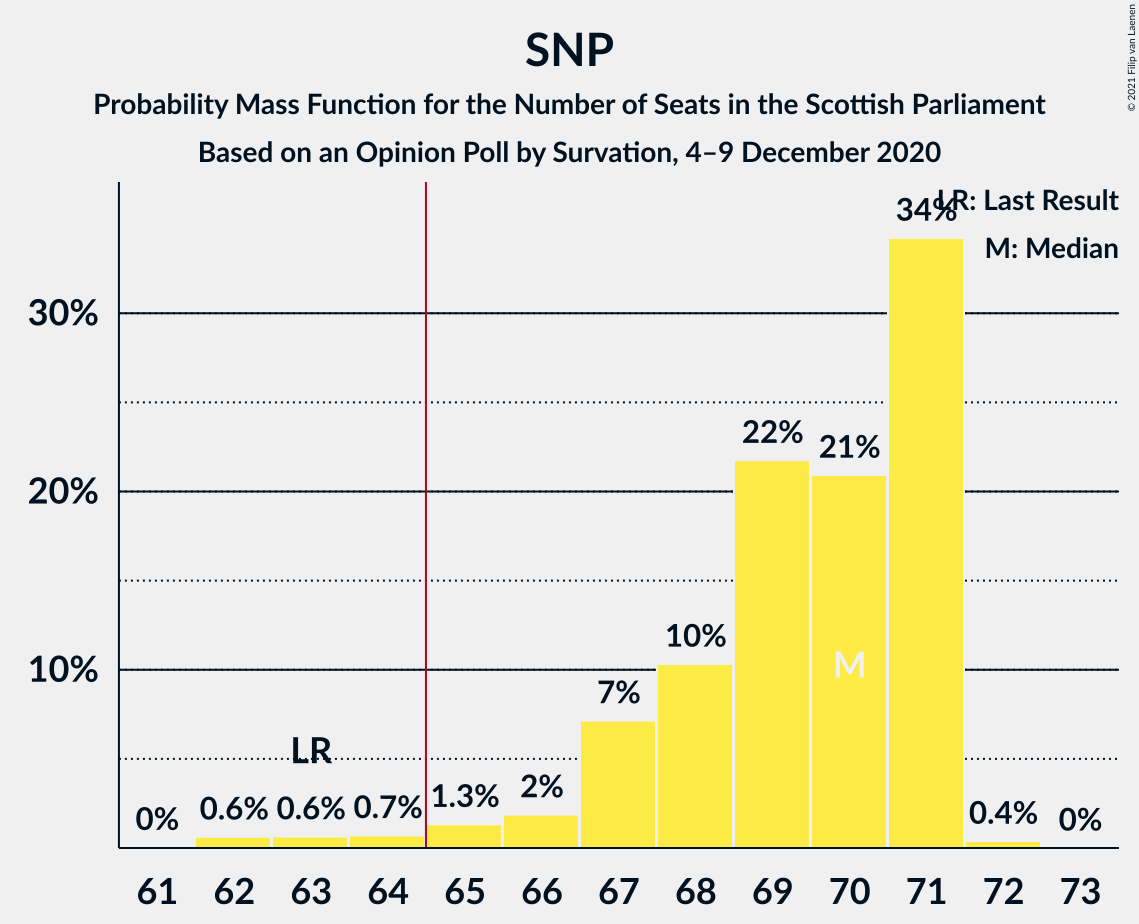 SNP
Probability Mass Function for the Number of Seats in the Scottish Parliament
Based on an Opinion Poll by Survation, 4–9 December 2020
© 2021 Filip van Laenen
LR: Last Result
M: Median
34%
30%
22%
21%
20%
10%
M
10%
7%
LR
2%
1.3%
0.7%
0.6%
0.6%
0%
0.4%
0%
61 62 63 64 65 66 67 68 69 70 71 72 73